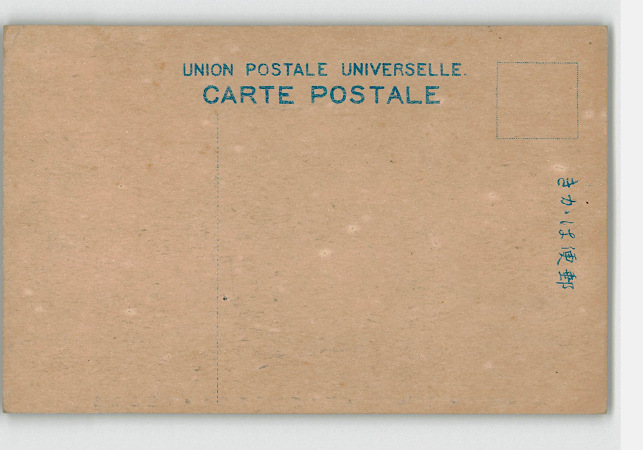 UNION POSTALE UNIVERSELLE.
CARTE POSTALE
きかは便郵